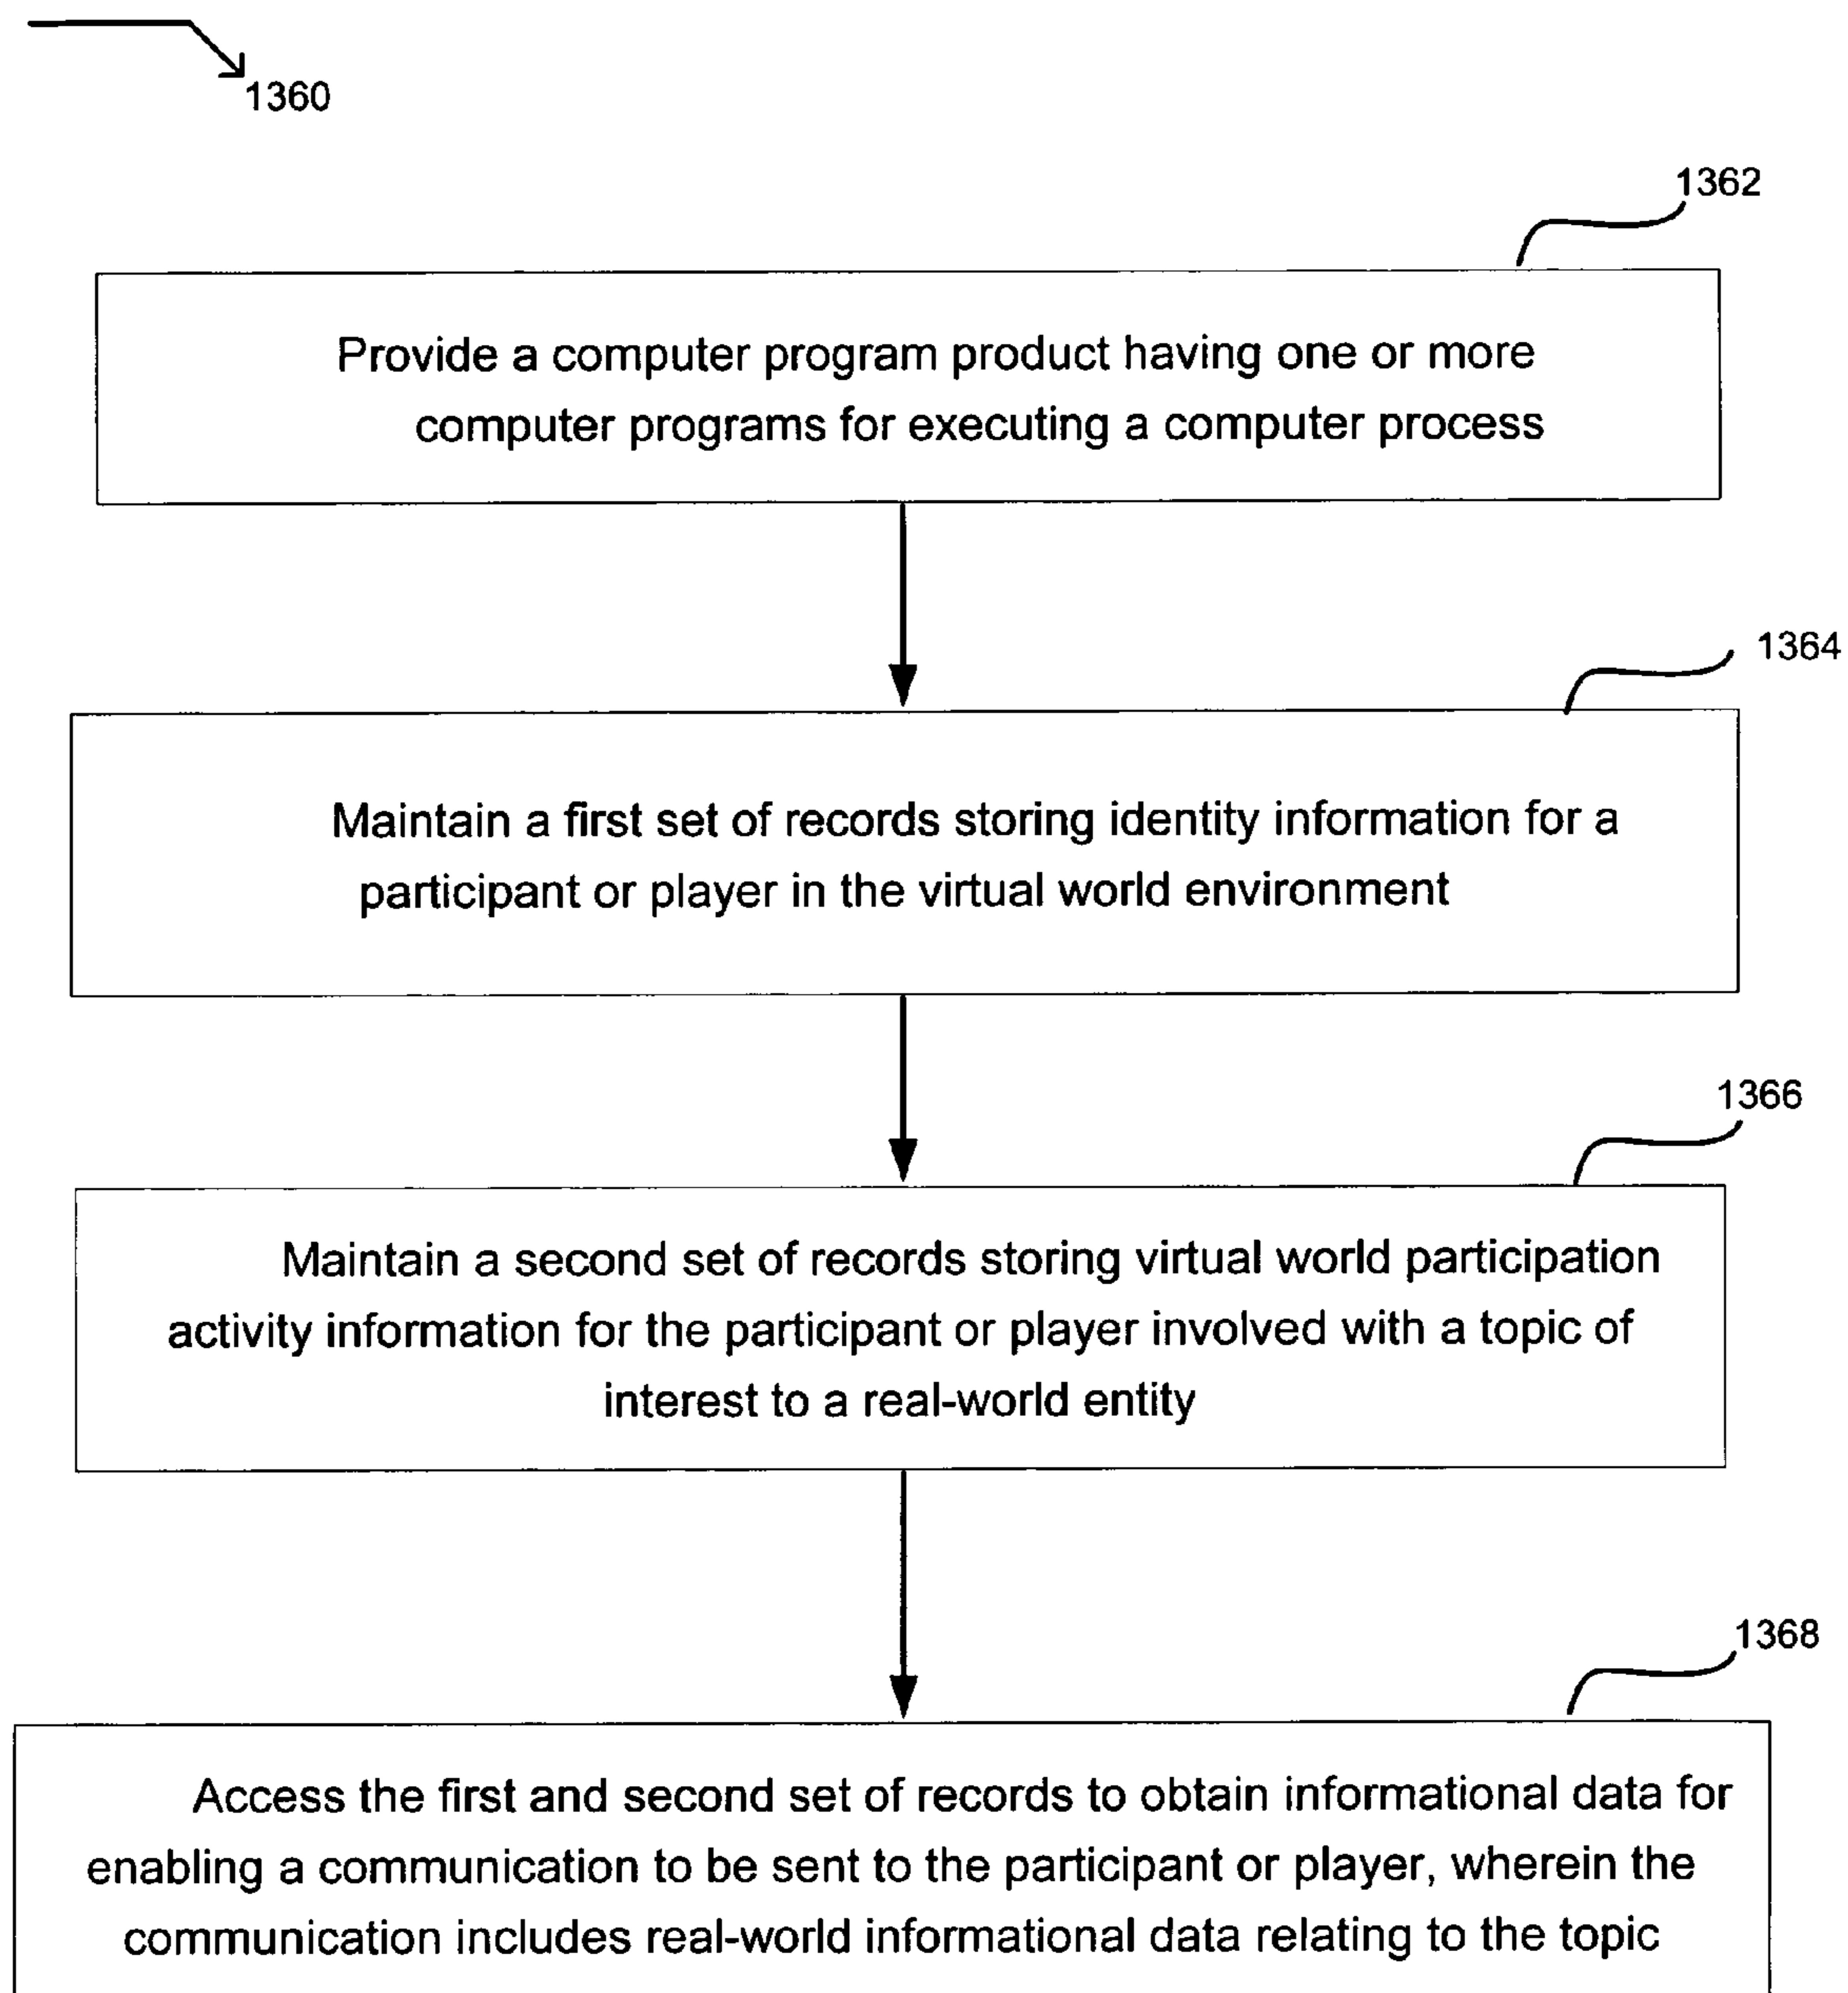 1360
1362
Provide a computer program product having one or more
computer programs for executing a computer process
1364
Maintain a first set of records storing identity information for a
participant or player in the virtual world environment
1366
Maintain a second set of records storing virtual world participation
activity information for the participant or player involved with a topic of
interest to a real-world entity
1368
Access the first and second set of records to obtain informational data for
enabling a communication to be sent to the participant or player, wherein the
communication includes real-world informational data relating to the topic